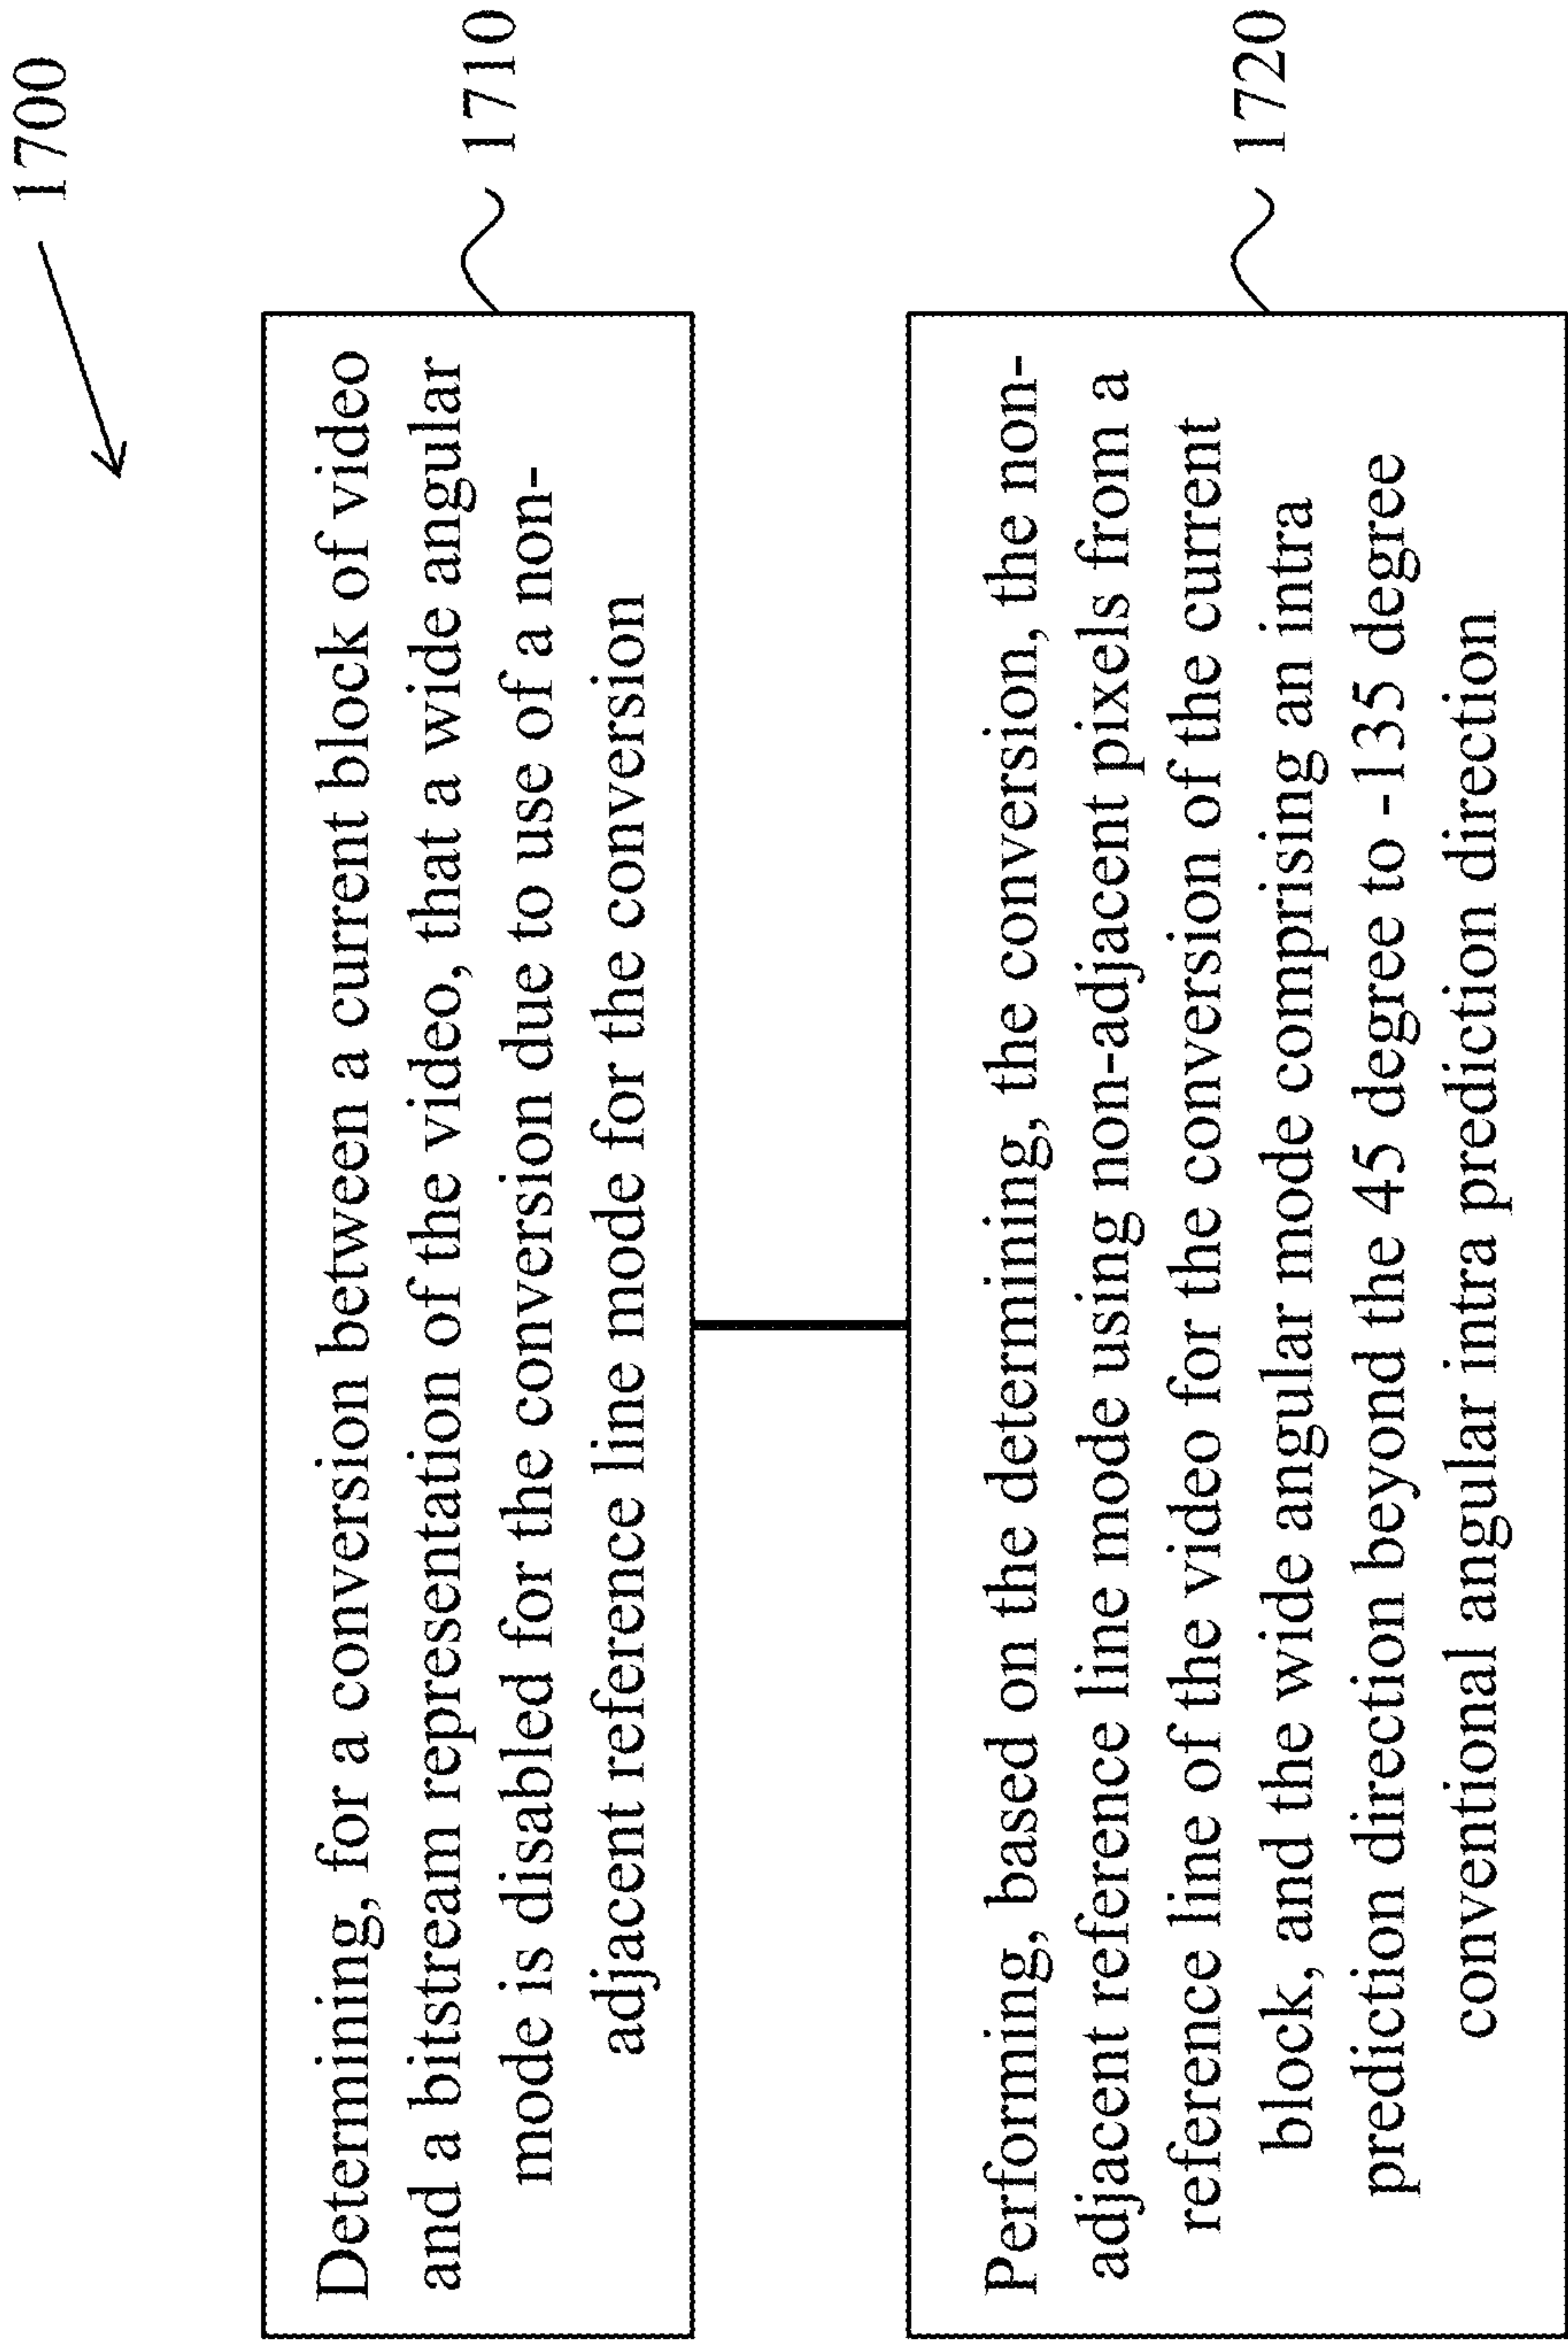 1700
Determining, for a conversion between a current block of video
and a bitstream representation of the video, that a wide angular
mode is disabled for the conversion due to use of a non-
adjacent reference line mode for the conversion
1710
Performing, based on the determining, the conversion, the non-
adjacent reference line mode using non-adjacent pixels from a
reference line of the video for the conversion of the current
block, and the wide angular mode comprising an intra
prediction direction beyond the 45 degree to -135 degree
conventional angular intra prediction direction
1720